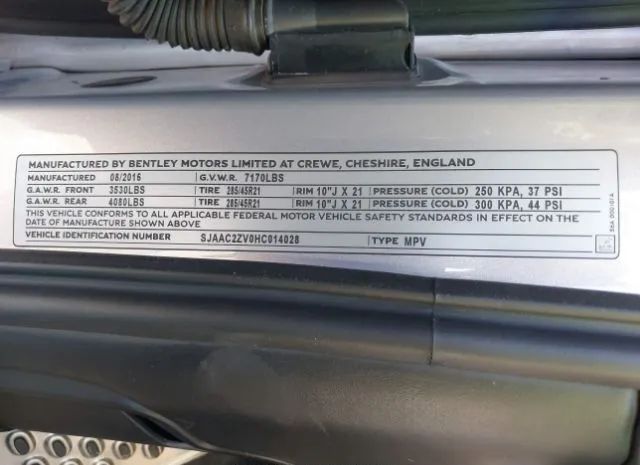 MANUFACTURED BY BENTLEY MOTORS LIMITED AT CREWE, CHESHIRE, ENGLAND
MANUFACTURED 08/2016 G.V.W.R. 7170LBS
G.A.W.R. FRONT 3530LBS TIRE 285/45R21 RIM 10"J X 21 PRESSURE (COLD) 250 KPA, 37 PSI
G.A.W.R. REAR 4080LBS TIRE 285/45R21 RIM 10"J X 21 PRESSURE (COLD) 300 KPA, 44 PSI
THIS VEHICLE CONFORMS TO ALL APPLICABLE FEDERAL MOTOR VEHICLE SAFETY STANDARDS IN EFFECT ON THE
DATE OF MANUFACTURE SHOWN ABOVE.
VEHICLE IDENTIFICATION NUMBER SJAAC2ZV0HC014028 TYPE MPV